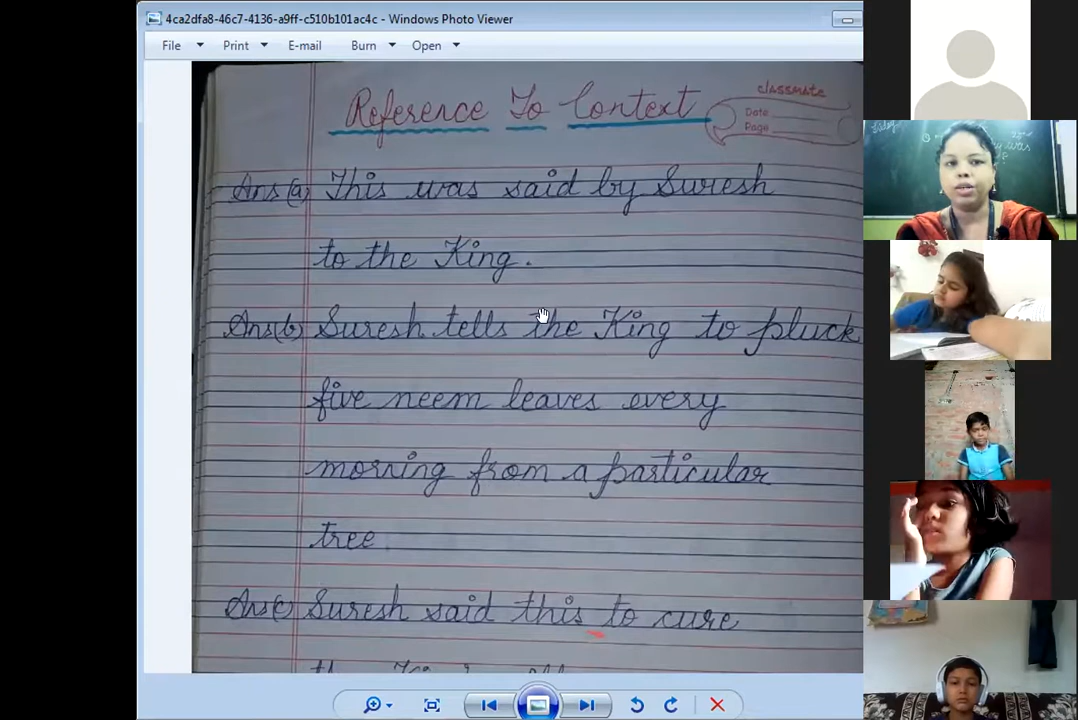 4ca2dfa8-46c7-4136-a9ff-c510b101ac4c - Windows Photo Viewer
File Print E-mail Burn Open
Reference To Context
classmate
Date
Page
Ans (a) This was said by Suresh
to the King.
Ans(b) Suresh tells the King to pluck
five neem leaves every
morning from a particular
tree
Ans(c) Suresh said this to cure